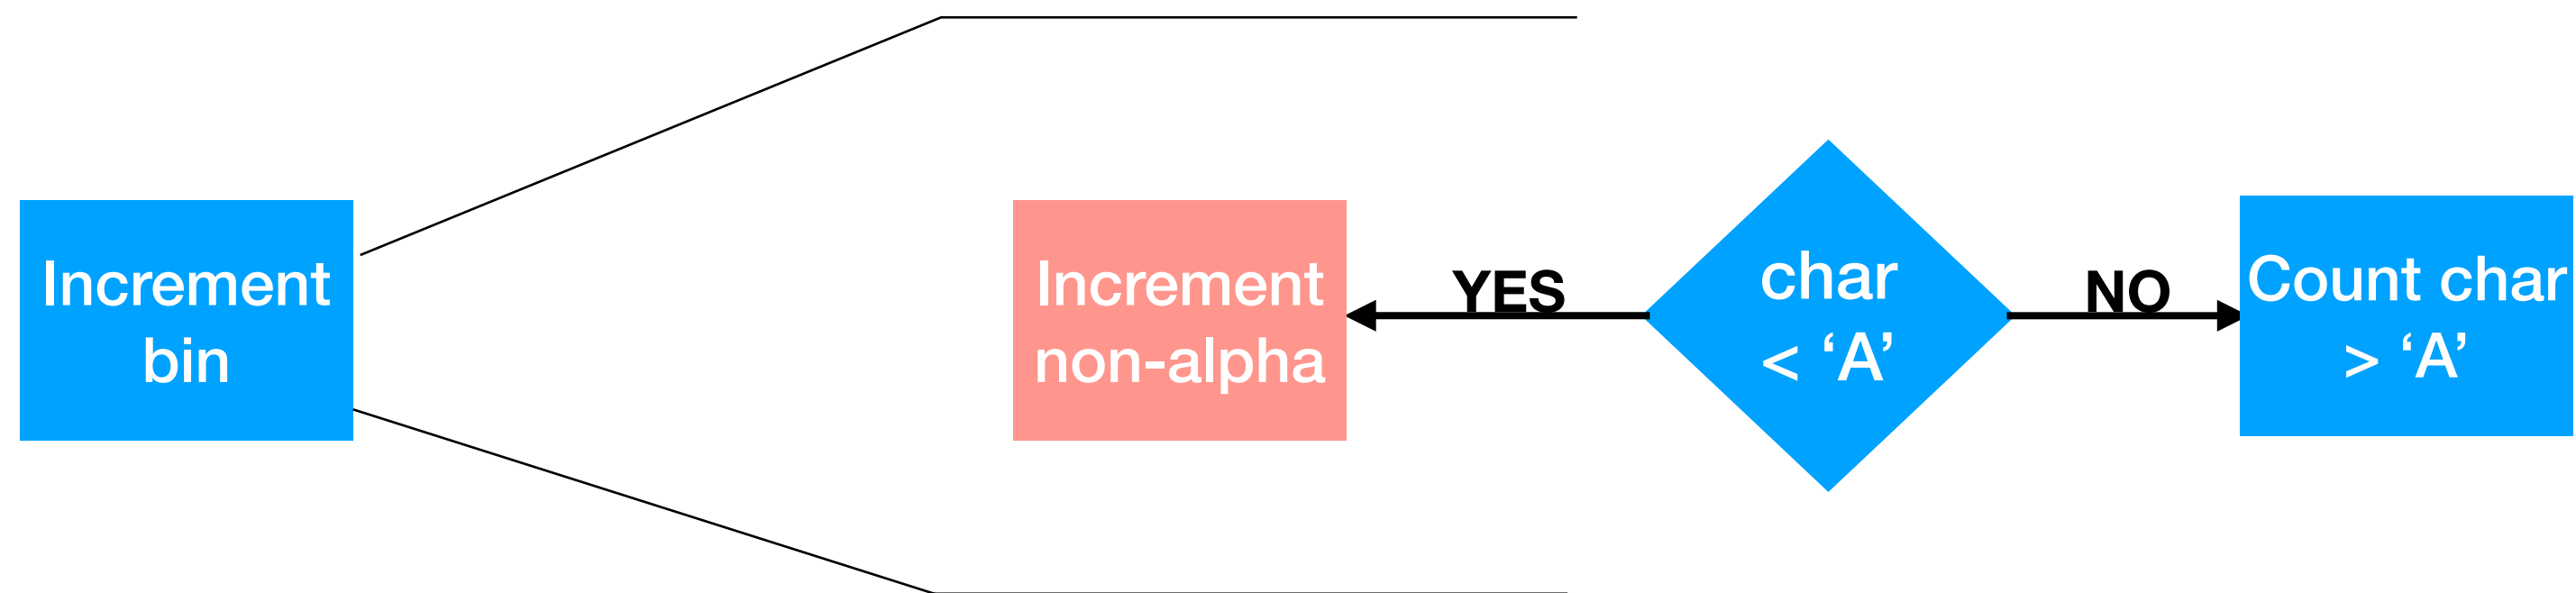 Increment
bin
Increment
non-alpha
YES
char
< ‘A’
NO
Count char
> ‘A’